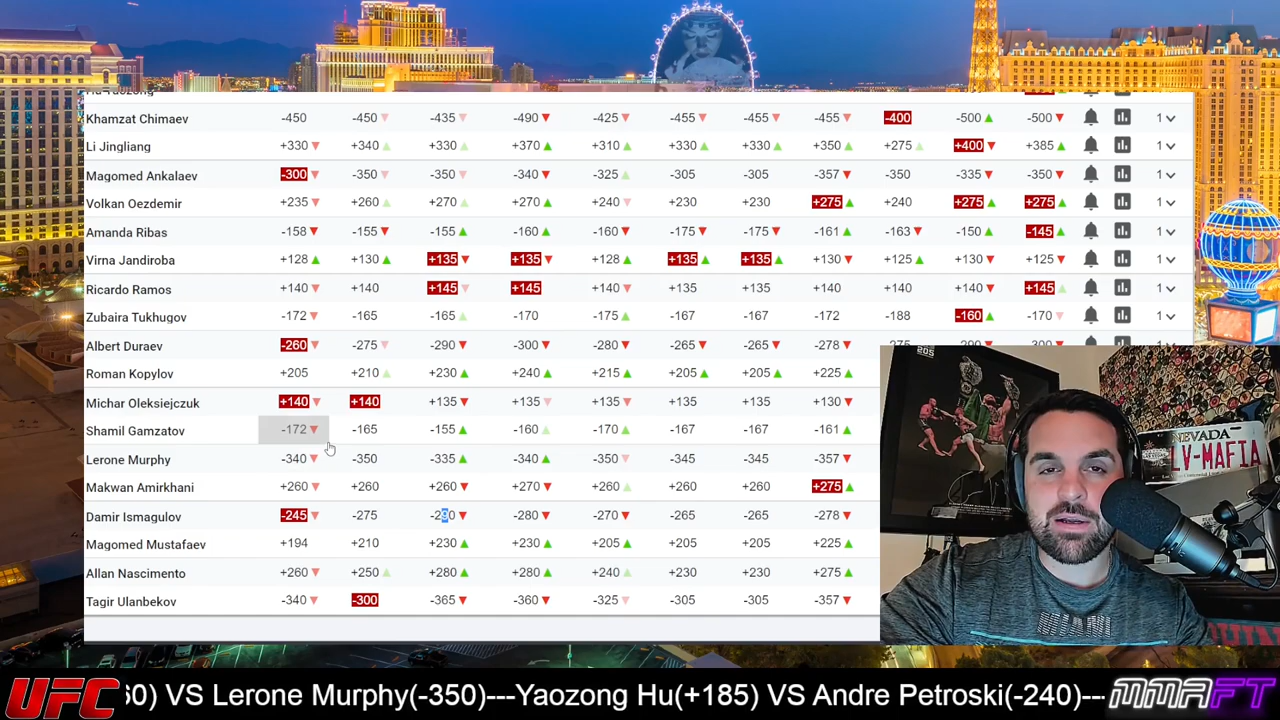 Khamzat Chimaev -450 -450 -435 -490 -425 -455 -455 -455 -400 -500 -500 1
Li Jingliang +330 +340 +330 +370 +310 +330 +330 +350 +275 +400 +385 1
Magomed Ankalaev -300 -350 -350 -340 -325 -305 -305 -357 -350 -335 -350 1
Volkan Oezdemir +235 +260 +270 +270 +240 +230 +230 +275 +240 +275 +275 1
Amanda Ribas -158 -155 -155 -160 -160 -175 -175 -161 -163 -150 -145 1
Virna Jandiroba +128 +130 +135 +135 +128 +135 +135 +130 +125 +130 +125 1
Ricardo Ramos +140 +140 +145 +145 +140 +135 +135 +140 +140 +140 +145 1
Zubaira Tukhugov -172 -165 -165 -170 -175 -167 -167 -172 -188 -160 -170 1
Albert Duraev -260 -275 -290 -300 -280 -265 -265 -278
Roman Kopylov +205 +210 +230 +240 +215 +205 +205 +225
Michar Oleksiejczuk +140 +140 +135 +135 +135 +135 +135 +130
Shamil Gamzatov -172 -165 -155 -160 -170 -167 -167 -161
Lerone Murphy -340 -350 -335 -340 -350 -345 -345 -357
Makwan Amirkhani +260 +260 +260 +270 +260 +260 +260 +275
Damir Ismagulov -245 -275 -290 -280 -270 -265 -265 -278
Magomed Mustafaev +194 +210 +230 +230 +205 +205 +205 +225
Allan Nascimento +260 +250 +280 +280 +240 +230 +230 +275
Tagir Ulanbekov -340 -300 -365 -360 -325 -305 -305 -357
NEVADA
LV-MAFIA
MIAMI
UFC 60) VS Lerone Murphy(-350)---Yaozong Hu(+185) VS Andre Petroski(-240)--- MMAFT